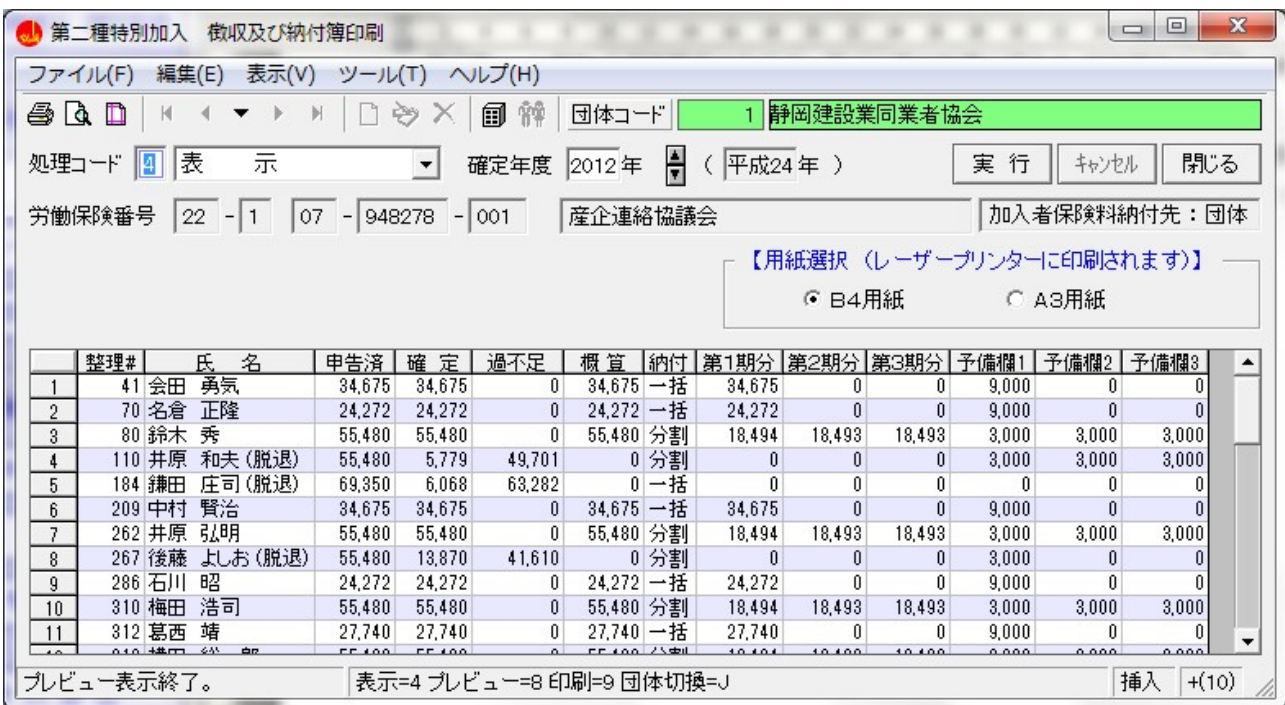 第二種特別加入 徴収及び納付簿印刷
ファイル(F) 編集(E) 表示(V) ツール(T) ヘルプ(H)
団体コード 1 静岡建設業同業者協会
処理コード 4 表 示 確定年度 2012 年 ( 平成24 年 ) 実 行 キャンセル 閉じる
労働保険番号 22 - 1 07 - 948278 - 001 産企連絡協議会 加入者保険料納付先：団体
【用紙選択 (レーザープリンターに印刷されます)】
B4用紙 A3用紙
整理# 氏 名 申告済 確 定 過不足 概 算 納付 第1期分 第2期分 第3期分 予備欄1 予備欄2 予備欄3
1 41 会田 勇気 34,675 34,675 0 34,675 一括 34,675 0 0 9,000 0 0
2 70 名倉 正隆 24,272 24,272 0 24,272 一括 24,272 0 0 9,000 0 0
3 80 鈴木 秀 55,480 55,480 0 55,480 分割 18,494 18,493 18,493 3,000 3,000 3,000
4 110 井原 和夫(脱退) 55,480 5,779 49,701 0 分割 0 0 0 3,000 3,000 3,000
5 184 鎌田 庄司(脱退) 69,350 6,068 63,282 0 一括 0 0 0 0 0 0
6 209 中村 賢治 34,675 34,675 0 34,675 一括 34,675 0 0 9,000 0 0
7 262 井原 弘明 55,480 55,480 0 55,480 分割 18,494 18,493 18,493 3,000 3,000 3,000
8 267 後藤 よしお(脱退) 55,480 13,870 41,610 0 分割 0 0 0 3,000 0 0
9 286 石川 昭 24,272 24,272 0 24,272 一括 24,272 0 0 9,000 0 0
10 310 梅田 浩司 55,480 55,480 0 55,480 分割 18,494 18,493 18,493 3,000 3,000 3,000
11 312 葛西 靖 27,740 27,740 0 27,740 一括 27,740 0 0 9,000 0 0
プレビュー表示終了。 表示=4 プレビュー=8 印刷=9 団体切換=J 挿入 +(10)